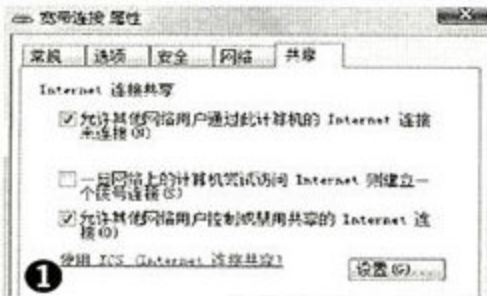 宽带连接 属性
常规 选项 安全 网络 共享
Internet 连接共享
允许其他网络用户通过此计算机的 Internet 连接
来连接(N)
一旦网络上的计算机尝试访问 Internet 则建立一
个拨号连接(S)
允许其他网络用户控制或禁用共享的 Internet 连
接(O)
使用 ICS (Internet 连接共享)
设置(G)...
1